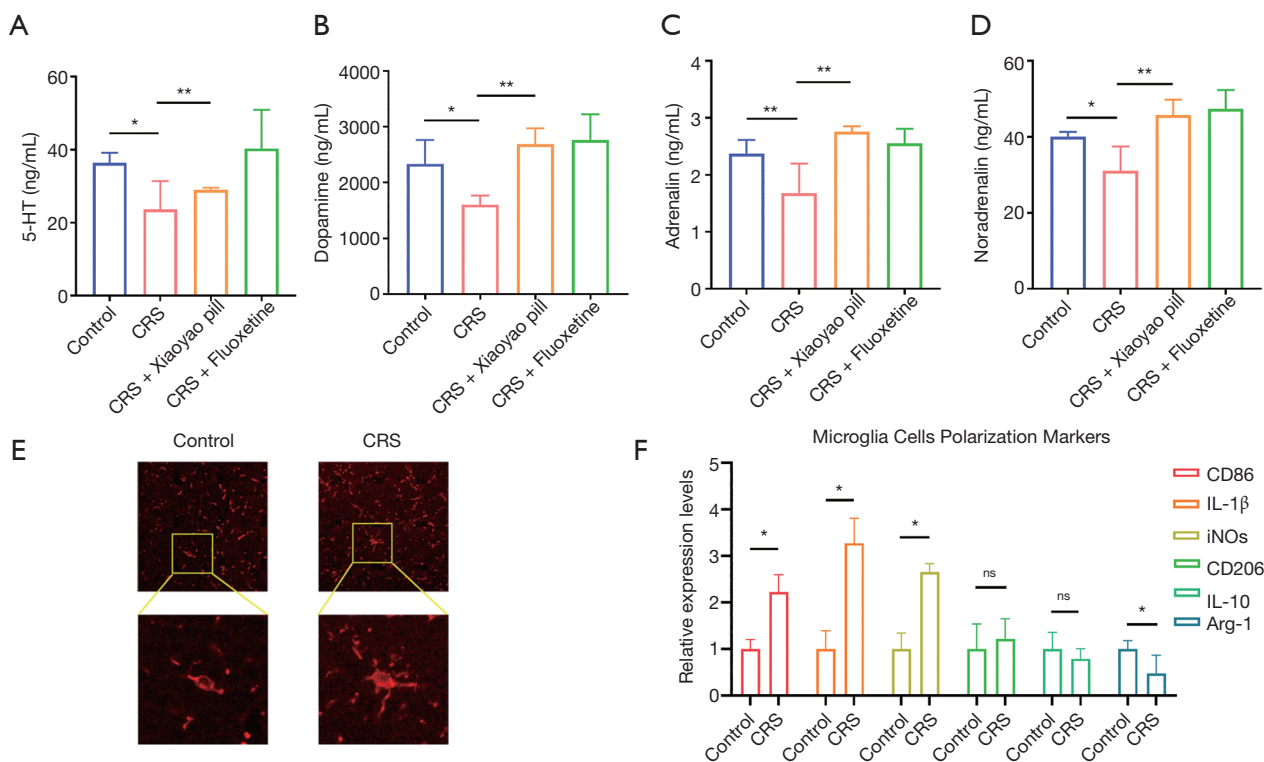 A
5-HT (ng/mL)
60
40
20
0
*
**
Control
CRS
CRS + Xiaoyao pill
CRS + Fluoxetine
B
Dopamine (ng/mL)
4000
3000
2000
1000
0
*
**
Control
CRS
CRS + Xiaoyao pill
CRS + Fluoxetine
C
Adrenalin (ng/mL)
4
3
2
1
0
**
**
Control
CRS
CRS + Xiaoyao pill
CRS + Fluoxetine
D
Noradrenalin (ng/mL)
60
40
20
0
*
**
Control
CRS
CRS + Xiaoyao pill
CRS + Fluoxetine
E
Control
CRS
F
Microglia Cells Polarization Markers
Relative expression levels
5
4
3
2
1
0
*
*
*
ns
ns
*
Control
CRS
Control
CRS
Control
CRS
Control
CRS
Control
CRS
Control
CRS
CD86
IL-1β
iNOs
CD206
IL-10
Arg-1